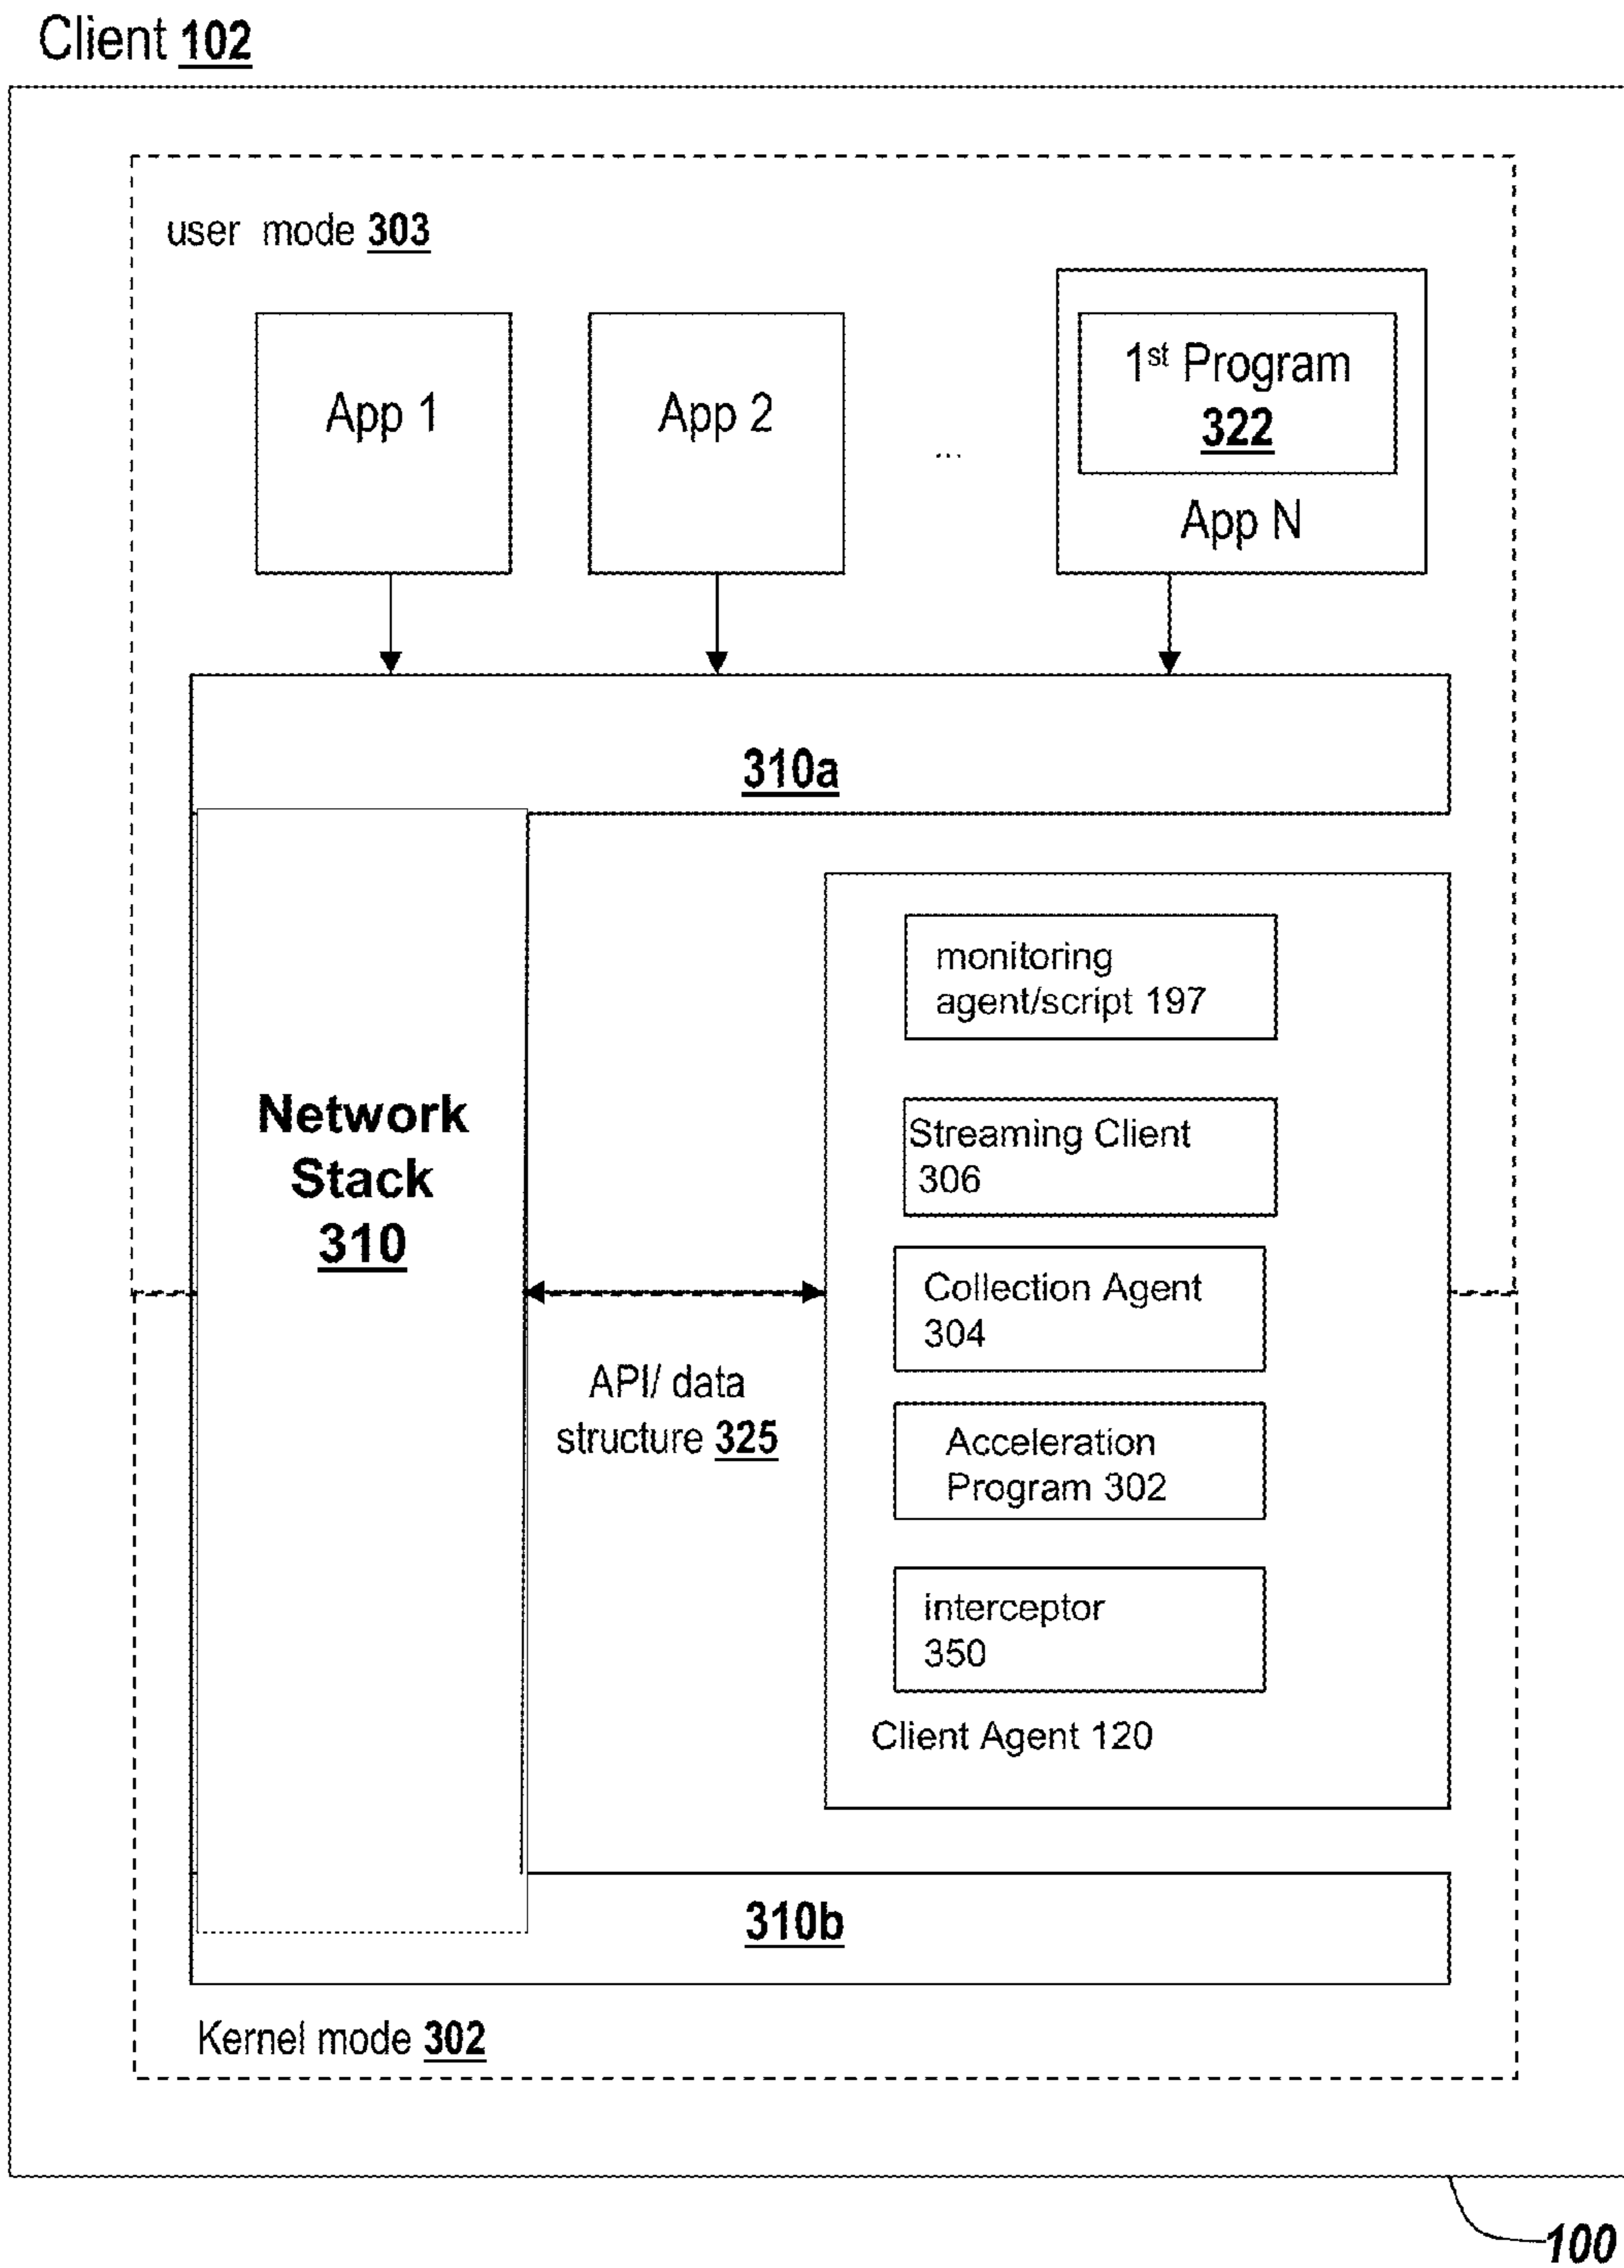 Client 102
user mode 303
App 1
App 2
...
1st Program
322
App N
310a
Network
Stack
310
API/ data
structure 325
monitoring
agent/script 197
Streaming Client
306
Collection Agent
304
Acceleration
Program 302
interceptor
350
Client Agent 120
310b
Kernel mode 302
100